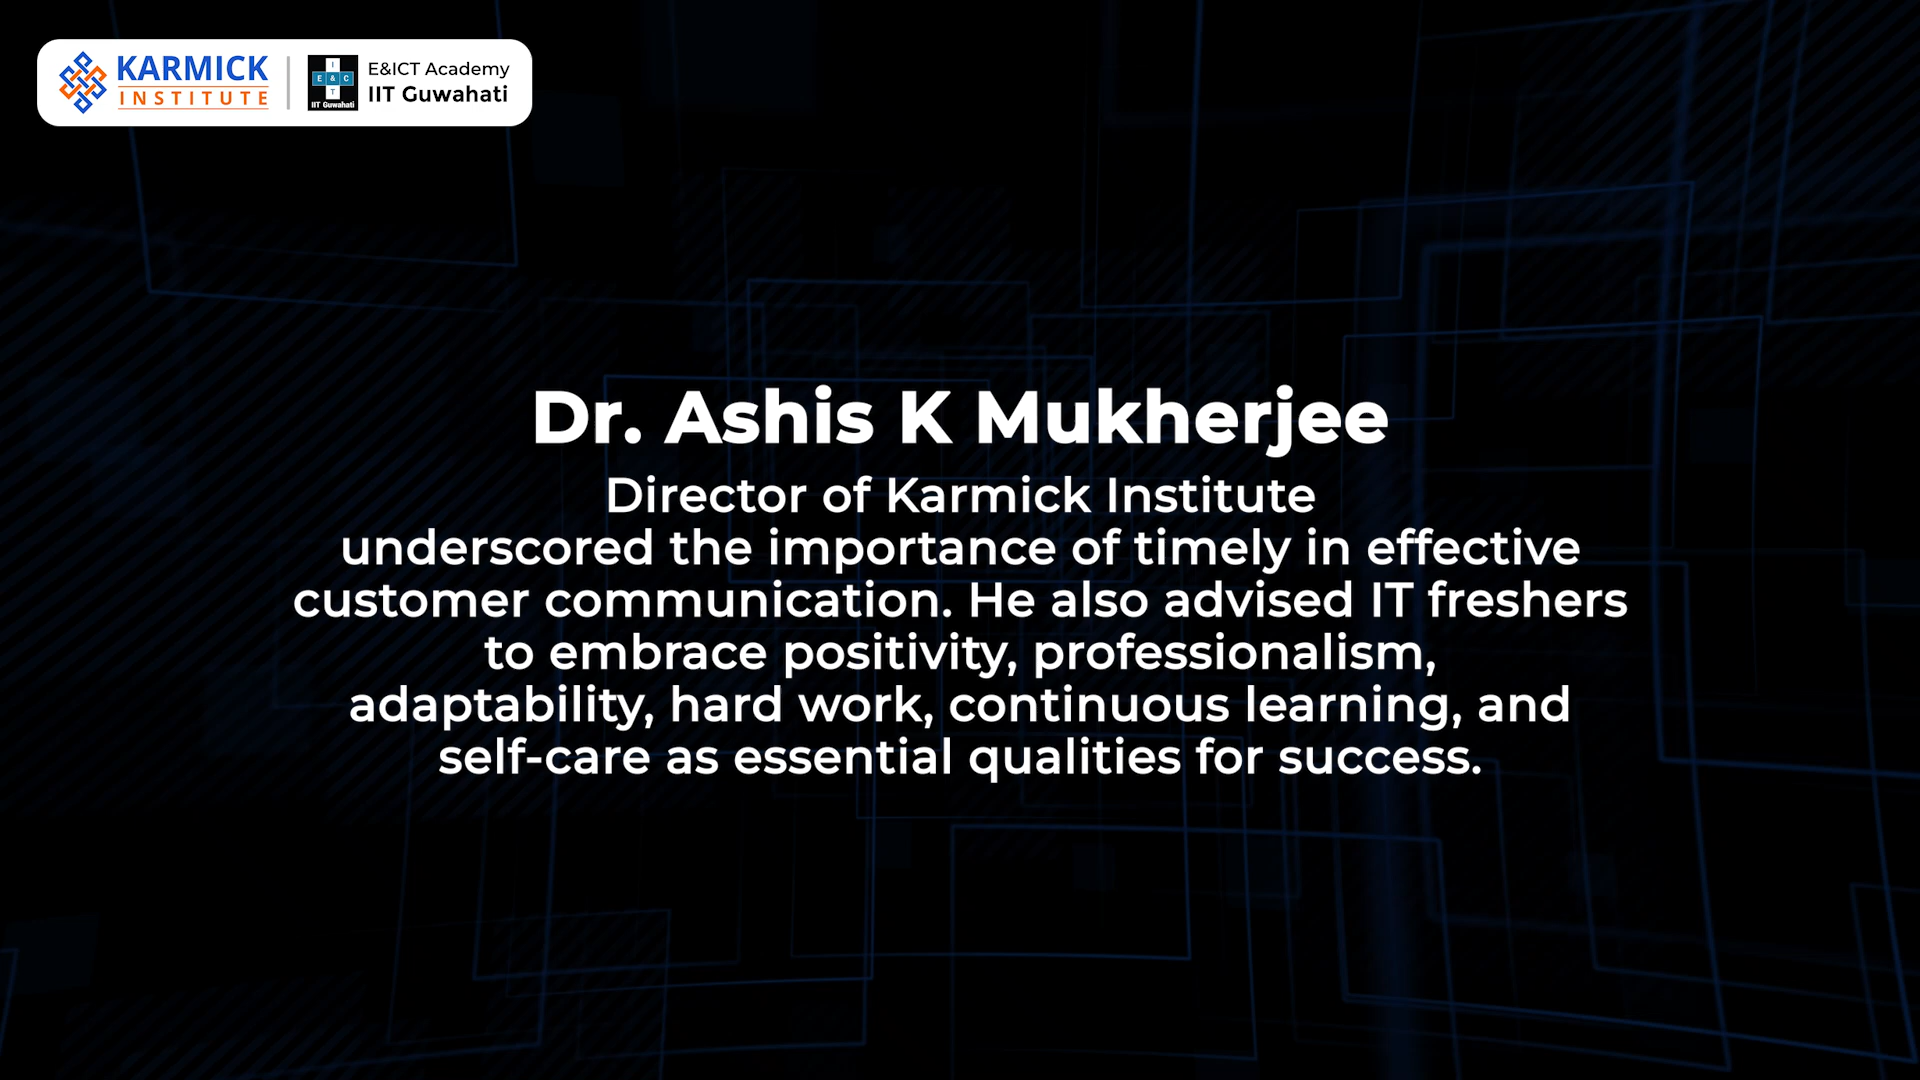 KARMICK
INSTITUTE
I
E & C
T
IIT Guwahati
E&ICT Academy
IIT Guwahati
Dr. Ashis K Mukherjee
Director of Karmick Institute
underscored the importance of timely in effective
customer communication. He also advised IT freshers
to embrace positivity, professionalism,
adaptability, hard work, continuous learning, and
self-care as essential qualities for success.